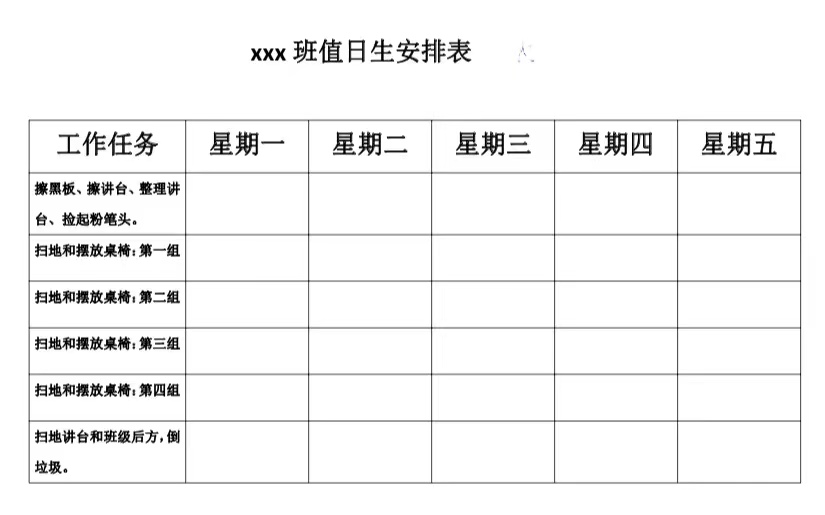 xxx 班值日生安排表
工作任务 星期一 星期二 星期三 星期四 星期五
擦黑板、擦讲台、整理讲
台、捡起粉笔头。
扫地和摆放桌椅：第一组
扫地和摆放桌椅：第二组
扫地和摆放桌椅：第三组
扫地和摆放桌椅：第四组
扫地讲台和班级后方，倒
垃圾。